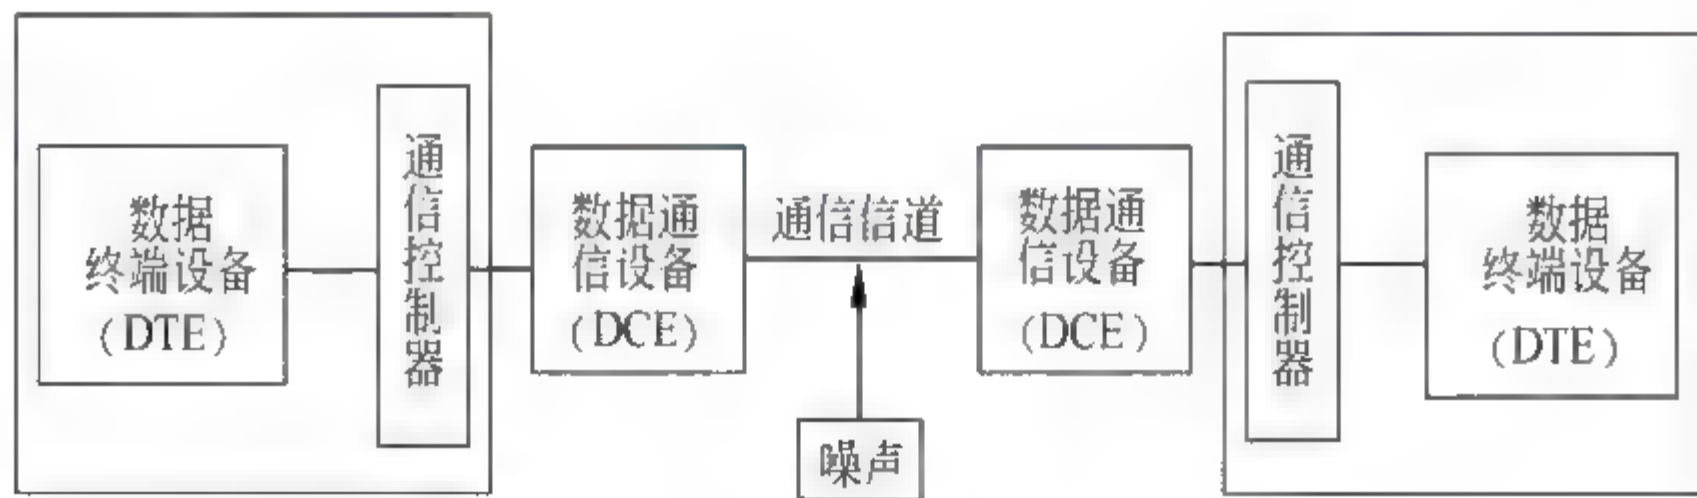 数据
终端设备
(DTE)
通信控制器
数据通
信设备
(DCE)
通信信道
噪声
数据通
信设备
(DCE)
通信控制器
数据
终端设备
(DTE)